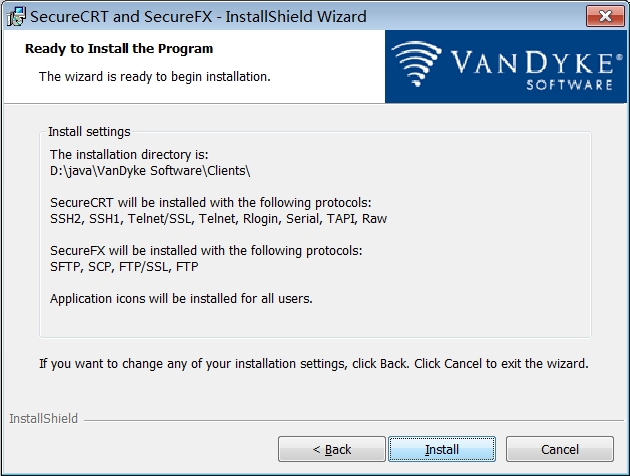 SecureCRT and SecureFX - InstallShield Wizard
Ready to Install the Program
The wizard is ready to begin installation.
VANDYKE®
SOFTWARE
Install settings
The installation directory is:
D:\java\VanDyke Software\Clients\
SecureCRT will be installed with the following protocols:
SSH2, SSH1, Telnet/SSL, Telnet, Rlogin, Serial, TAPI, Raw
SecureFX will be installed with the following protocols:
SFTP, SCP, FTP/SSL, FTP
Application icons will be installed for all users.
If you want to change any of your installation settings, click Back. Click Cancel to exit the wizard.
InstallShield
< Back
Install
Cancel